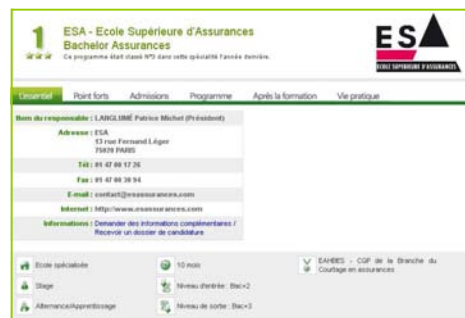 1
ESA - Ecole Supérieure d'Assurances
Bachelor Assurances
Ce programme était classé N°3 dans cette spécialité l'année dernière.
ESA
ECOLE SUPERIEURE D'ASSURANCES
L'essentiel Point forts Admissions Programme Après la formation Vie pratique
Nom du responsable : LANGLUMÉ Patrice Michet (Président)
Adresse : ESA
13 rue Fernand Léger
75020 PARIS
Tél : 01 47 00 17 26
Fax : 01 47 00 39 94
E-mail : contact@esassurances.com
Internet : http:/www.esassurances.com
Informations : Demander des informations complémentaires /
Recevoir un dossier de candidature
Ecole spécialisée
10 mois
EAHDES - CQP de la Branche du
Courtage en assurances
Stage
Niveau d'entrée : Bac+2
Alternance/Apprentissage
Niveau de sortie : Bac+3